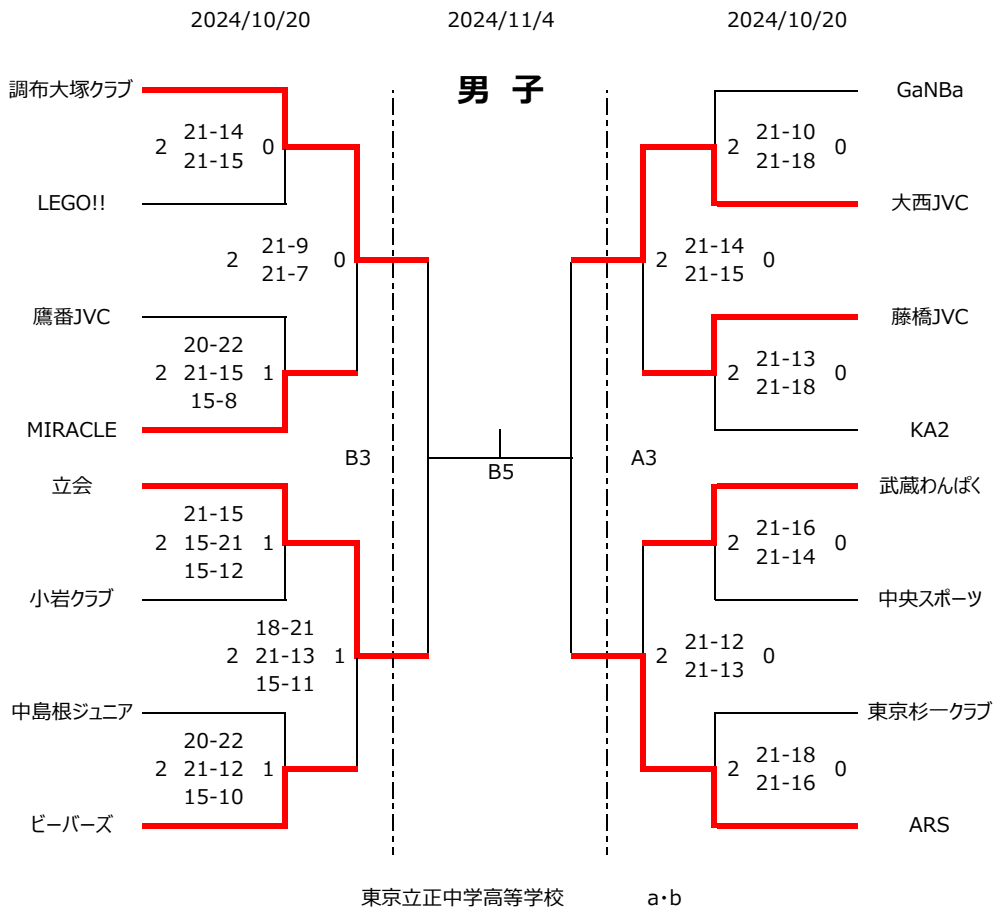 2024/10/20 2024/11/4 2024/10/20
男 子
調布大塚クラブ GaNBa
21-14 21-10
2 0 2 0
21-15 21-18
LEGO!! 大西JVC
21-9 21-14
2 0 2 0
21-7 21-15
鷹番JVC 藤橋JVC
20-22
2 21-15 1
15-8
21-13
2 0
21-18
MIRACLE KA2
B3 B5 A3
立会 武蔵わんぱく
21-15
2 15-21 1
15-12
21-16
2 0
21-14
小岩クラブ 中央スポーツ
18-21
2 21-13 1
15-11
21-12
2 0
21-13
中島根ジュニア 東京杉一クラブ
20-22
2 21-12 1
15-10
21-18
2 0
21-16
ビーバーズ ARS
東京立正中学高等学校 a・b